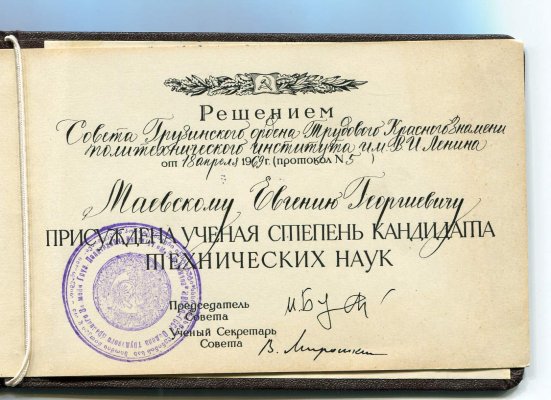 Решением
Совета Грузинского ордена Трудового Красного Знамени
политехнического института им. В.И. Ленина
от 18 апреля 1969 г. (протокол N 5 )
Маевскому Евгению Георгиевичу
ПРИСУЖДЕНА УЧЕНАЯ СТЕПЕНЬ КАНДИДАТА
ТЕХНИЧЕСКИХ НАУК
Председатель
Совета
Ученый Секретарь
Совета